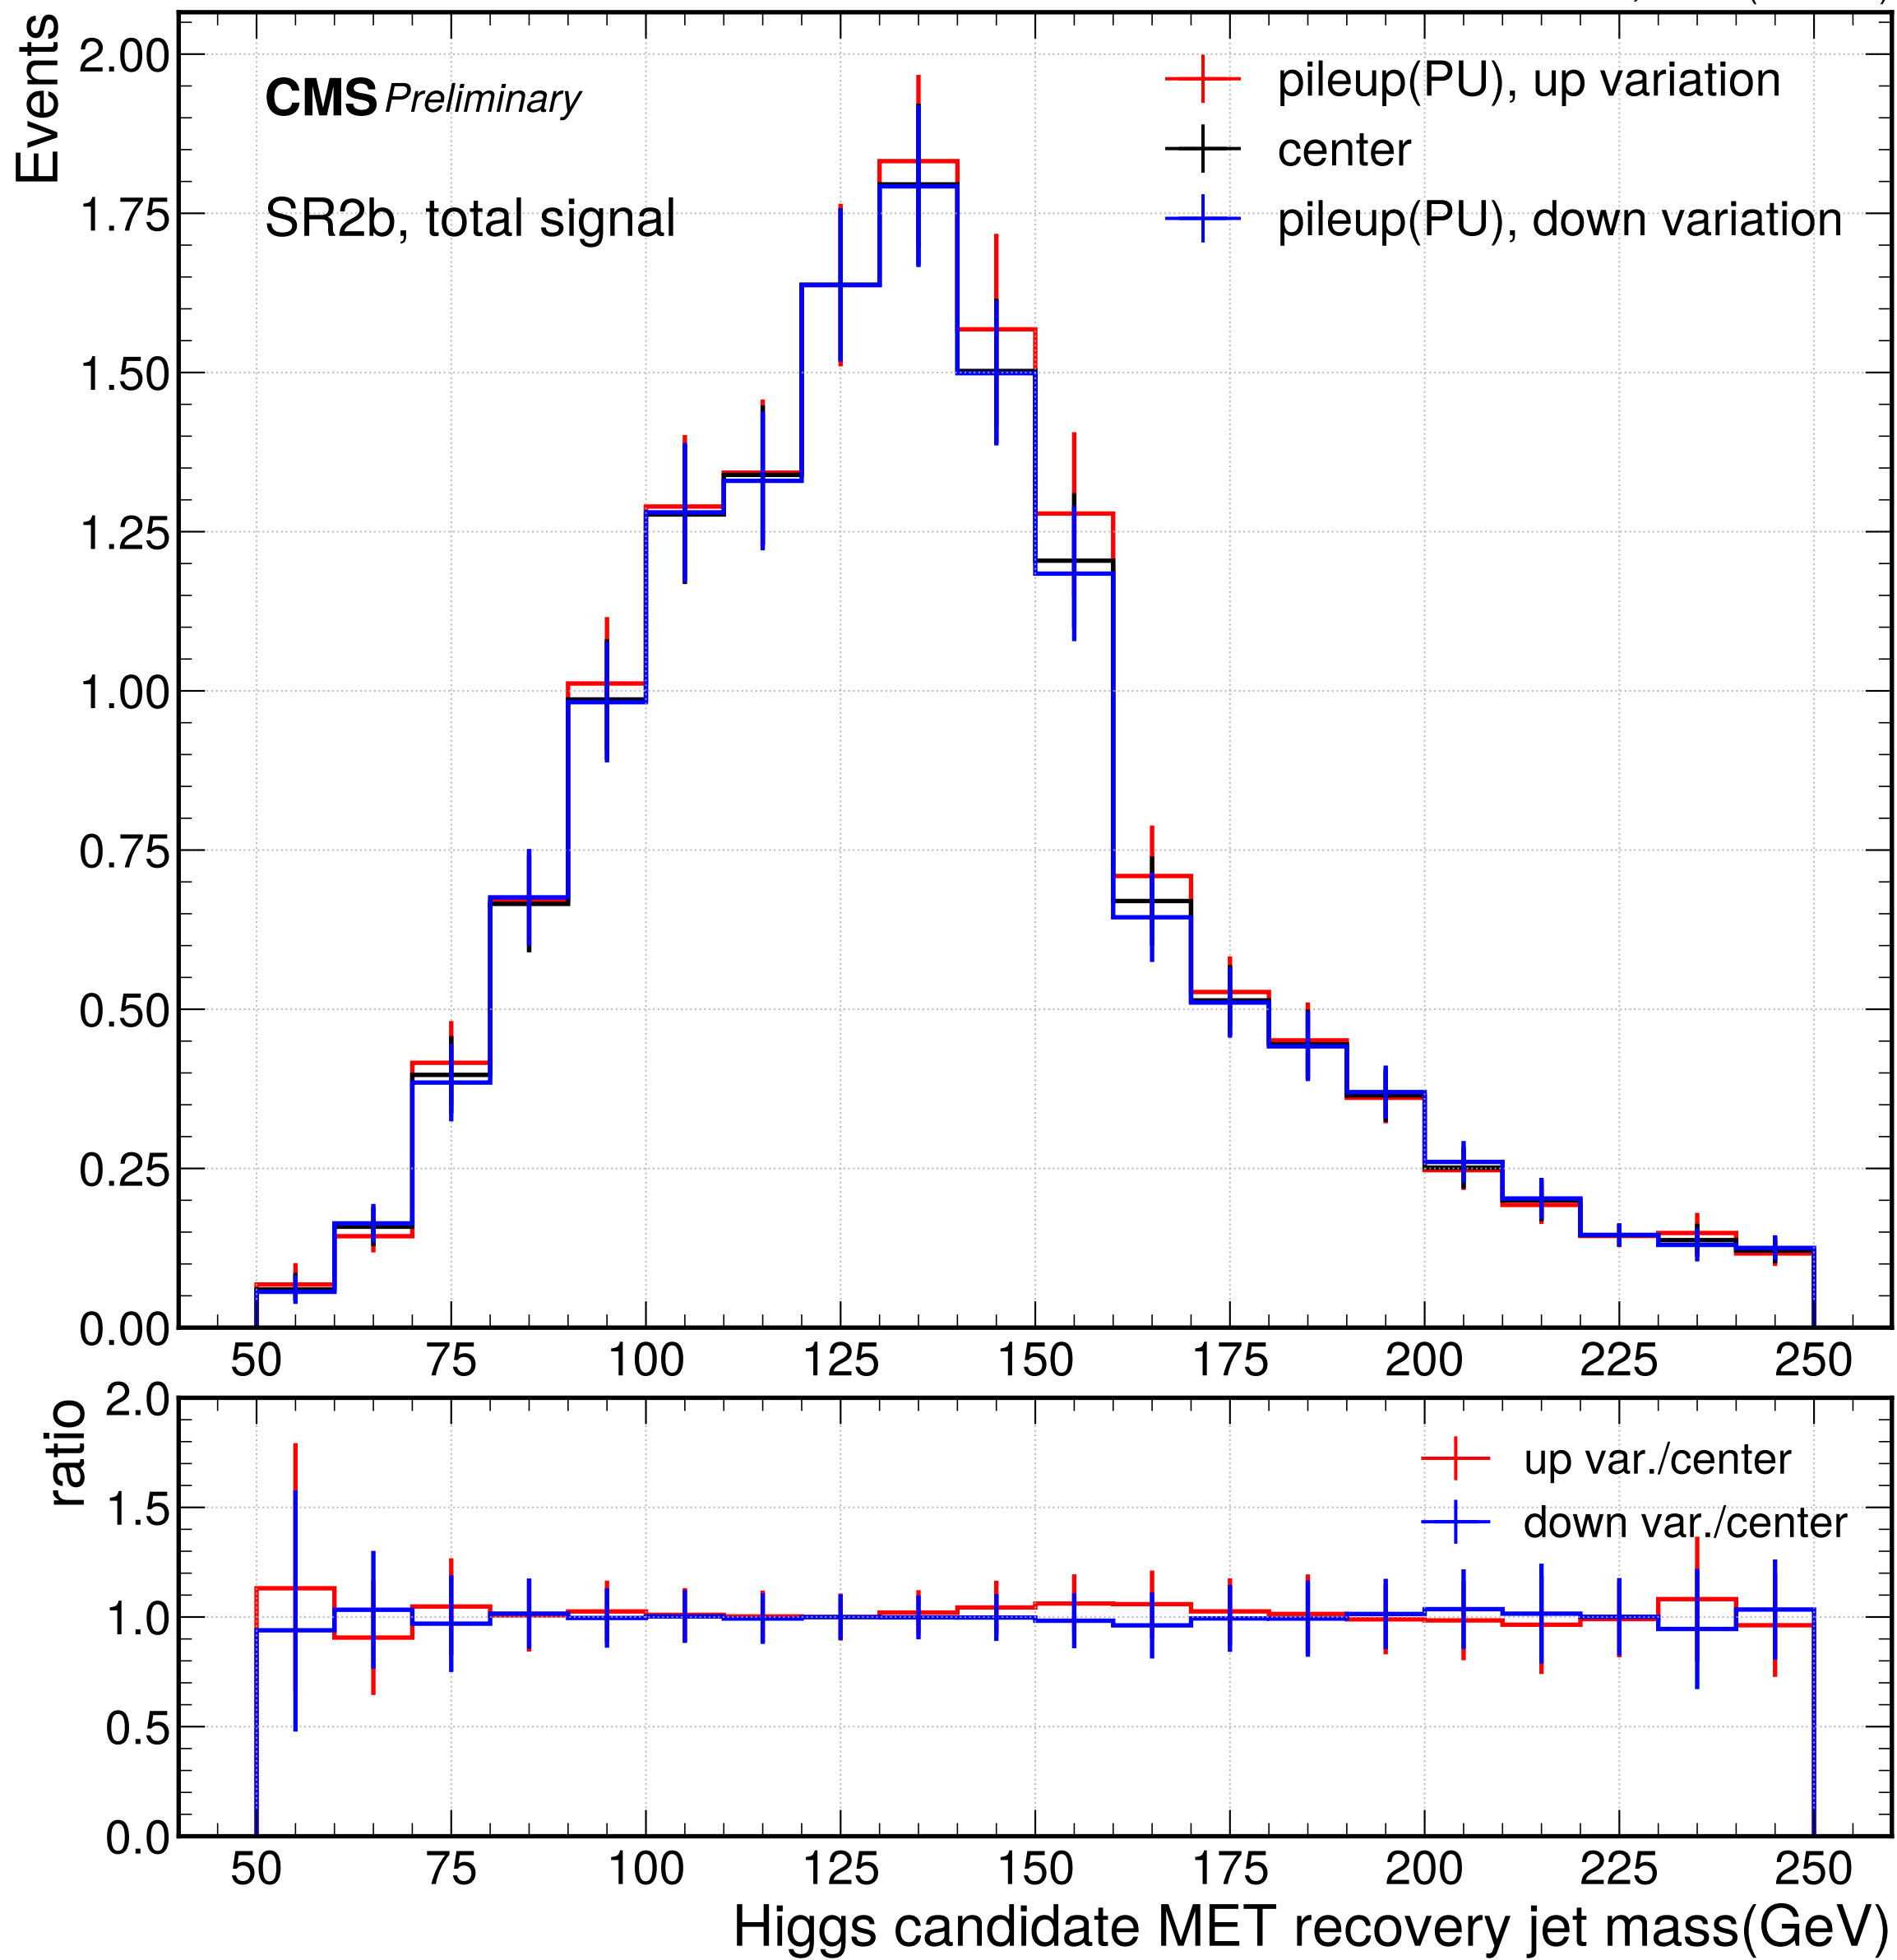 Events
2.00
1.75
1.50
1.25
1.00
0.75
0.50
0.25
0.00
CMS Preliminary
SR2b, total signal
pileup(PU), up variation
center
pileup(PU), down variation
50 75 100 125 150 175 200 225 250
ratio
2.0
1.5
1.0
0.5
0.0
up var./center
down var./center
50 75 100 125 150 175 200 225 250
Higgs candidate MET recovery jet mass(GeV)